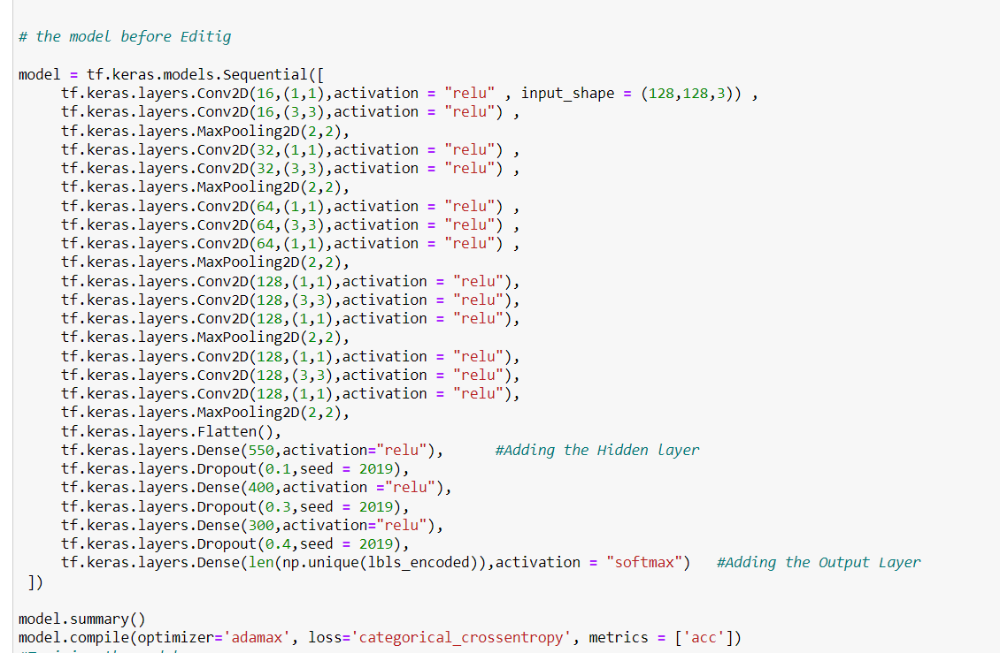 # the model before Editig
model = tf.keras.models.Sequential([
tf.keras.layers.Conv2D(16,(1,1),activation = "relu" , input_shape = (128,128,3)) ,
tf.keras.layers.Conv2D(16,(3,3),activation = "relu") ,
tf.keras.layers.MaxPooling2D(2,2),
tf.keras.layers.Conv2D(32,(1,1),activation = "relu") ,
tf.keras.layers.Conv2D(32,(3,3),activation = "relu") ,
tf.keras.layers.MaxPooling2D(2,2),
tf.keras.layers.Conv2D(64,(1,1),activation = "relu") ,
tf.keras.layers.Conv2D(64,(3,3),activation = "relu") ,
tf.keras.layers.Conv2D(64,(1,1),activation = "relu") ,
tf.keras.layers.MaxPooling2D(2,2),
tf.keras.layers.Conv2D(128,(1,1),activation = "relu"),
tf.keras.layers.Conv2D(128,(3,3),activation = "relu"),
tf.keras.layers.Conv2D(128,(1,1),activation = "relu"),
tf.keras.layers.MaxPooling2D(2,2),
tf.keras.layers.Conv2D(128,(1,1),activation = "relu"),
tf.keras.layers.Conv2D(128,(3,3),activation = "relu"),
tf.keras.layers.Conv2D(128,(1,1),activation = "relu"),
tf.keras.layers.MaxPooling2D(2,2),
tf.keras.layers.Flatten(),
tf.keras.layers.Dense(550,activation="relu"), #Adding the Hidden layer
tf.keras.layers.Dropout(0.1,seed = 2019),
tf.keras.layers.Dense(400,activation ="relu"),
tf.keras.layers.Dropout(0.3,seed = 2019),
tf.keras.layers.Dense(300,activation="relu"),
tf.keras.layers.Dropout(0.4,seed = 2019),
tf.keras.layers.Dense(len(np.unique(lbls_encoded)),activation = "softmax") #Adding the Output Layer
])
model.summary()
model.compile(optimizer='adamax', loss='categorical_crossentropy', metrics = ['acc'])